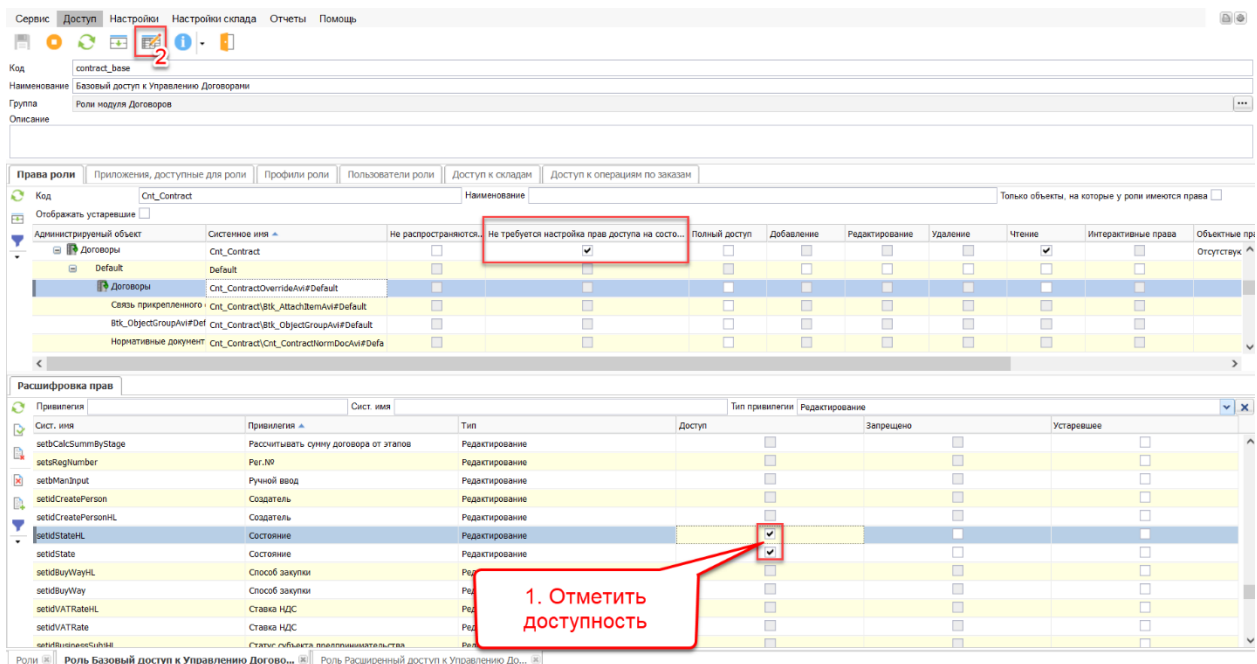 Сервис Доступ Настройки Настройки склада Отчеты Помощь
2
Код contract_base
Наименование Базовый доступ к Управлению Договорами
Группа Роли модуля Договоров ...
Описание
Права роли Приложения, доступные для роли Профили роли Пользователи роли Доступ к складам Доступ к операциям по заказам
Код Cnt_Contract Наименование Только объекты, на которые у роли имеются права
Отображать устаревшие
Администрируемый объект Системное имя Не распространяются... Не требуется настройка прав доступа на состо... Полный доступ Добавление Редактирование Удаление Чтение Интерактивные права Объектные пра
Договоры Cnt_Contract Отсутствую
Default Default
Договоры Cnt_ContractOverrideAvi#Default
Связь прикрепленного Cnt_Contract\Btk_AttachItemAvi#Default
Btk_ObjectGroupAvi#Def Cnt_Contract\Btk_ObjectGroupAvi#Default
Нормативные документ Cnt_Contract\Cnt_ContractNormDocAvi#Defa
Расшифровка прав
Привилегия Сист. имя Тип привилегии Редактирование
Сист. имя Привилегия Тип Доступ Запрещено Устаревшее
setbCalcSummByStage Рассчитывать сумму договора от этапов Редактирование
setsRegNumber Рег.№ Редактирование
setbManInput Ручной ввод Редактирование
setidCreatePerson Создатель Редактирование
setidCreatePersonHL Создатель Редактирование
setidStateHL Состояние Редактирование
setidState Состояние Редактирование
setidBuyWayHL Способ закупки Ред
setidBuyWay Способ закупки Ред
setidVATRateHL Ставка НДС Ред
setidVATRate Ставка НДС Ред
setidBusinessSubjHL Статус субъекта предпринимательства Ред
1. Отметить
доступность
Роли Роль Базовый доступ к Управлению Догово... Роль Расширенный доступ к Управлению До...